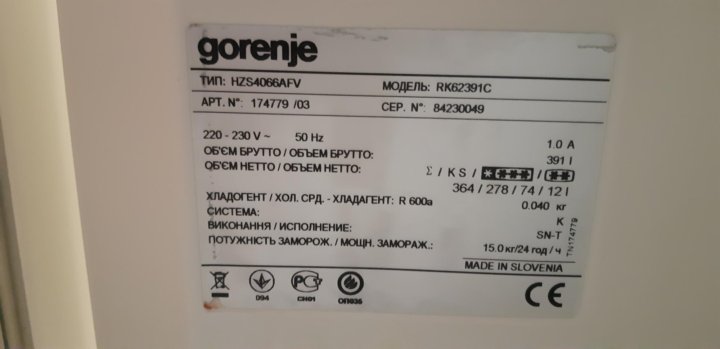 gorenje
ТИП: HZS4066AFV МОДЕЛЬ: RK62391C
АРТ. N°: 174779 /03 СЕР. N° 84230049
220 - 230 V ~ 50 Hz 1.0 A
ОБ'ЄМ БРУТТО / ОБЪЕМ БРУТТО: 391 l
ОБ'ЄМ НЕТТО / ОБЪЕМ НЕТТО: Σ / K S / ⚹*** / **
364 / 278 / 74 / 12 l
ХЛАДОГЕНТ / ХОЛ. СРД. - ХЛАДАГЕНТ: R 600a 0.040 кг
СИСТЕМА: K
ВИКОНАННЯ / ИСПОЛНЕНИЕ: SN-T
ПОТУЖНІСТЬ ЗАМОРОЖ. / МОЩН. ЗАМОРАЖ.: 15.0 кг/24 год / ч
TN174779
MADE IN SLOVENIA
094 СН01 ОП035 CE